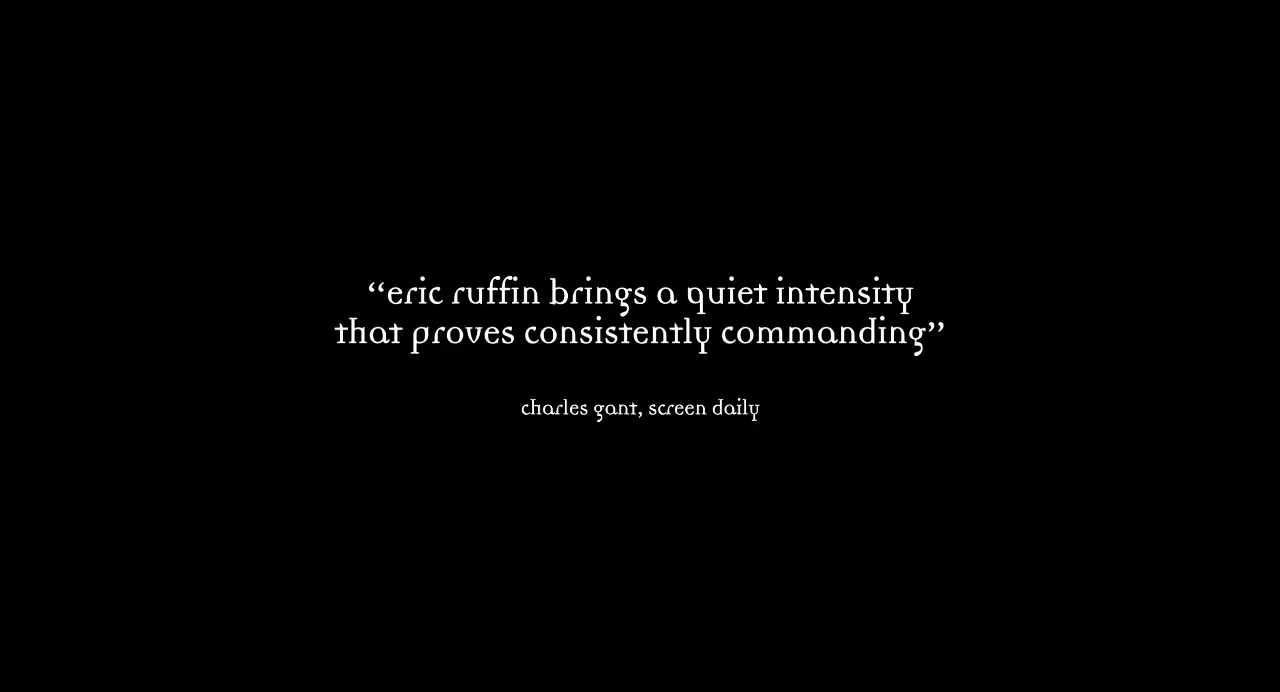 “eric ruffin brings a quiet intensity
that proves consistently commanding”
charles gant, screen daily